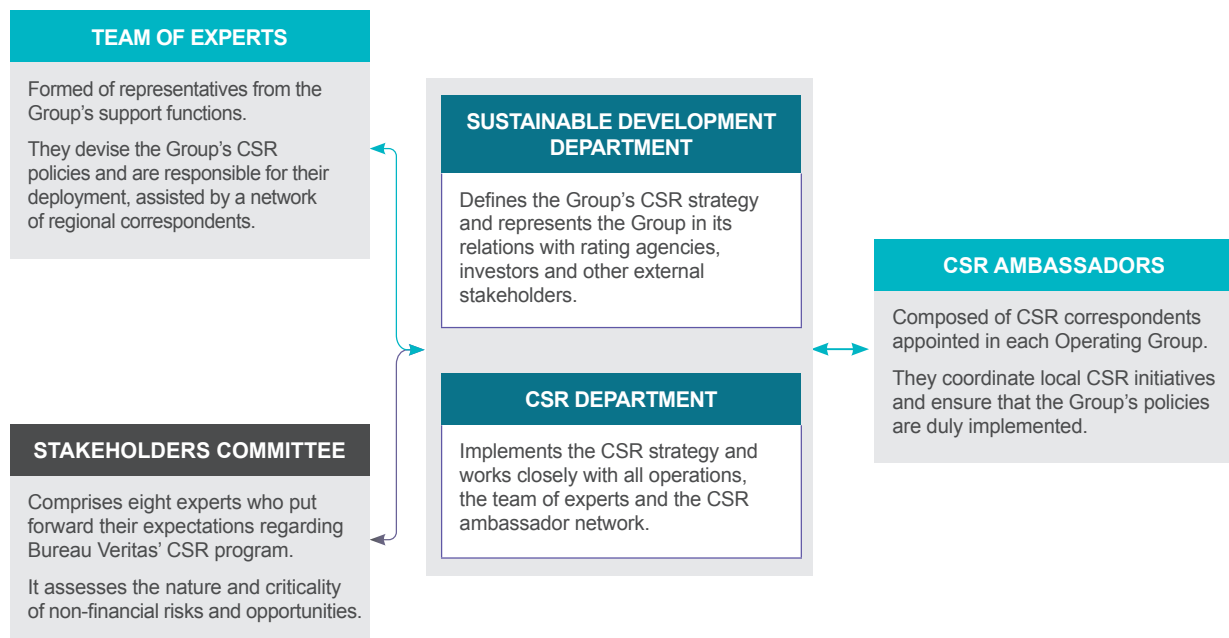 TEAM OF EXPERTS
Formed of representatives from the
Group's support functions.
They devise the Group's CSR
policies and are responsible for their
deployment, assisted by a network
of regional correspondents.
STAKEHOLDERS COMMITTEE
Comprises eight experts who put
forward their expectations regarding
Bureau Veritas' CSR program.
It assesses the nature and criticality
of non-financial risks and opportunities.
SUSTAINABLE DEVELOPMENT
DEPARTMENT
Defines the Group's CSR strategy
and represents the Group in its
relations with rating agencies,
investors and other external
stakeholders.
CSR DEPARTMENT
Implements the CSR strategy and
works closely with all operations,
the team of experts and the CSR
ambassador network.
CSR AMBASSADORS
Composed of CSR correspondents
appointed in each Operating Group.
They coordinate local CSR initiatives
and ensure that the Group's policies
are duly implemented.